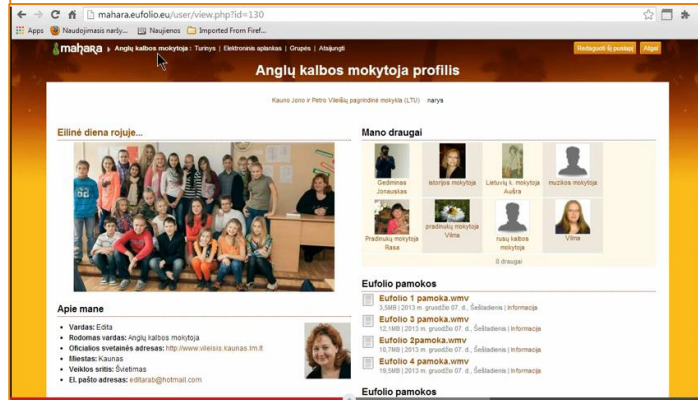 mahara.eufolio.eu/user/view.php?id=130
Apps Naudojimasis naršy... Naujienos Imported From Firef...
mahara Anglų kalbos mokytoja: Turinys | Elektroninis aplankas | Grupės | Atsijungti
Redaguoti šį puslapį Atgal
Anglų kalbos mokytoja profilis
Kauno Jono ir Petro Vileišių pagrindinė mokykla (LTU) narys
Eilinė diena rojuje...
Apie mane
Vardas: Edita
Rodomas vardas: Anglų kalbos mokytoja
Oficialios svetainės adresas: http://www.vileisis.kaunas.lm.lt
Miestas: Kaunas
Veiklos sritis: Švietimas
El. pašto adresas: editarab@hotmail.com
Mano draugai
Gediminas Jonauskas
istorijos mokytoja
Lietuvių k. mokytoja Aušra
muzikos mokytoja
Pradinukų mokytoja Rasa
pradinukų mokytoja Vilma
rusų kalbos mokytoja
Vilma
8 draugai
Eufolio pamokos
Eufolio 1 pamoka.wmv
3,5MB | 2013 m. gruodžio 07. d., Šeštadienis | Informacija
Eufolio 3 pamoka.wmv
12,1MB | 2013 m. gruodžio 07. d., Šeštadienis | Informacija
Eufolio 2pamoka.wmv
10,7MB | 2013 m. gruodžio 07. d., Šeštadienis | Informacija
Eufolio 4 pamoka.wmv
19,5MB | 2013 m. gruodžio 07. d., Šeštadienis | Informacija
Eufolio pamokos